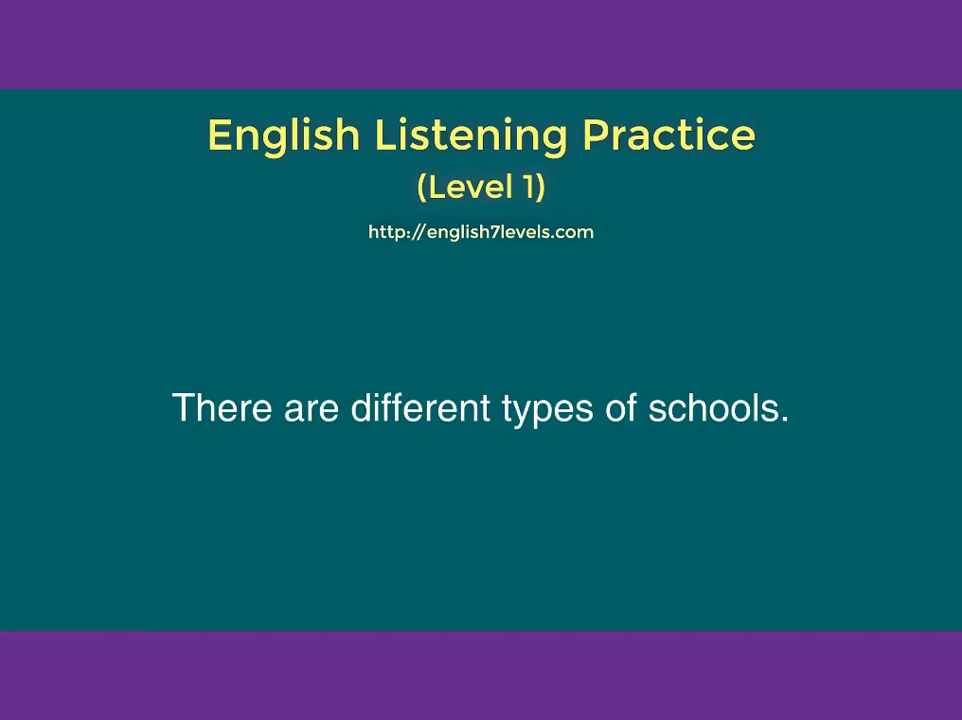 English Listening Practice
(Level 1)
http://english7levels.com
There are different types of schools.